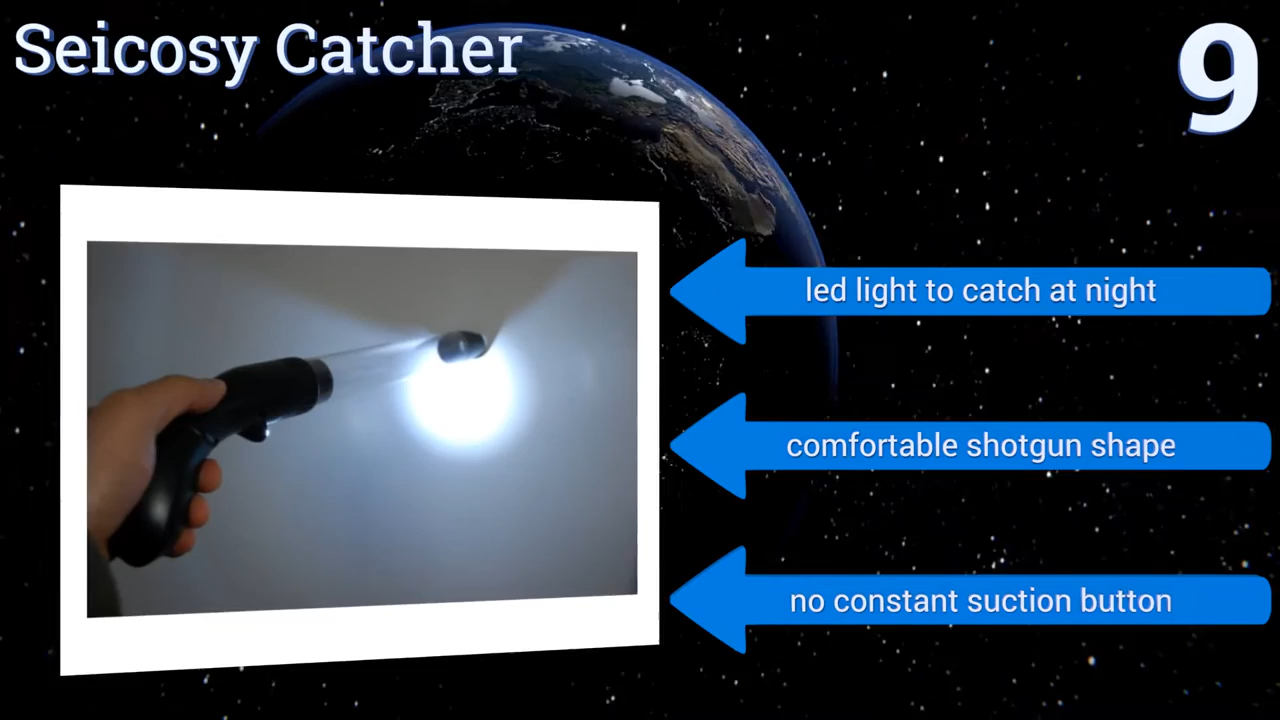 Seicosy Catcher
9
led light to catch at night
comfortable shotgun shape
no constant suction button